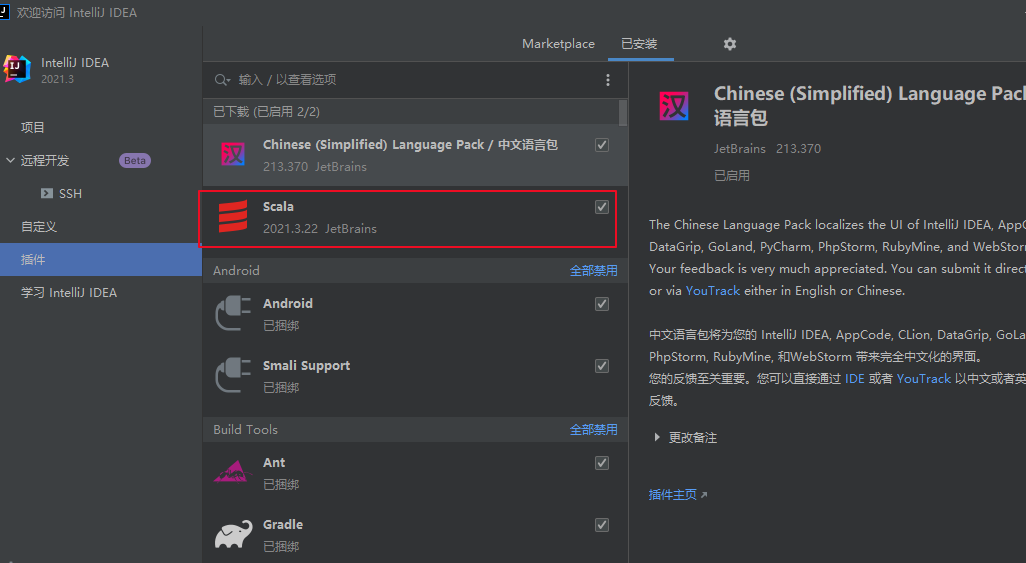 欢迎访问 IntelliJ IDEA
IntelliJ IDEA
2021.3
项目
远程开发 Beta
SSH
自定义
插件
学习 IntelliJ IDEA
Marketplace 已安装
输入 / 以查看选项
已下载 (已启用 2/2)
汉 Chinese (Simplified) Language Pack / 中文语言包
213.370 JetBrains
Scala
2021.3.22 JetBrains
Android 全部禁用
Android
已捆绑
Smali Support
已捆绑
Build Tools 全部禁用
Ant
已捆绑
Gradle
已捆绑
汉 Chinese (Simplified) Language Pack
语言包
JetBrains 213.370
已启用
The Chinese Language Pack localizes the UI of IntelliJ IDEA, AppC
DataGrip, GoLand, PyCharm, PhpStorm, RubyMine, and WebStorm
Your feedback is very much appreciated. You can submit it direct
or via YouTrack either in English or Chinese.
中文语言包将为您的 IntelliJ IDEA, AppCode, CLion, DataGrip, GoLa
PhpStorm, RubyMine, 和WebStorm 带来完全中文化的界面。
您的反馈至关重要。您可以直接通过 IDE 或者 YouTrack 以中文或者英
反馈。
更改备注
插件主页